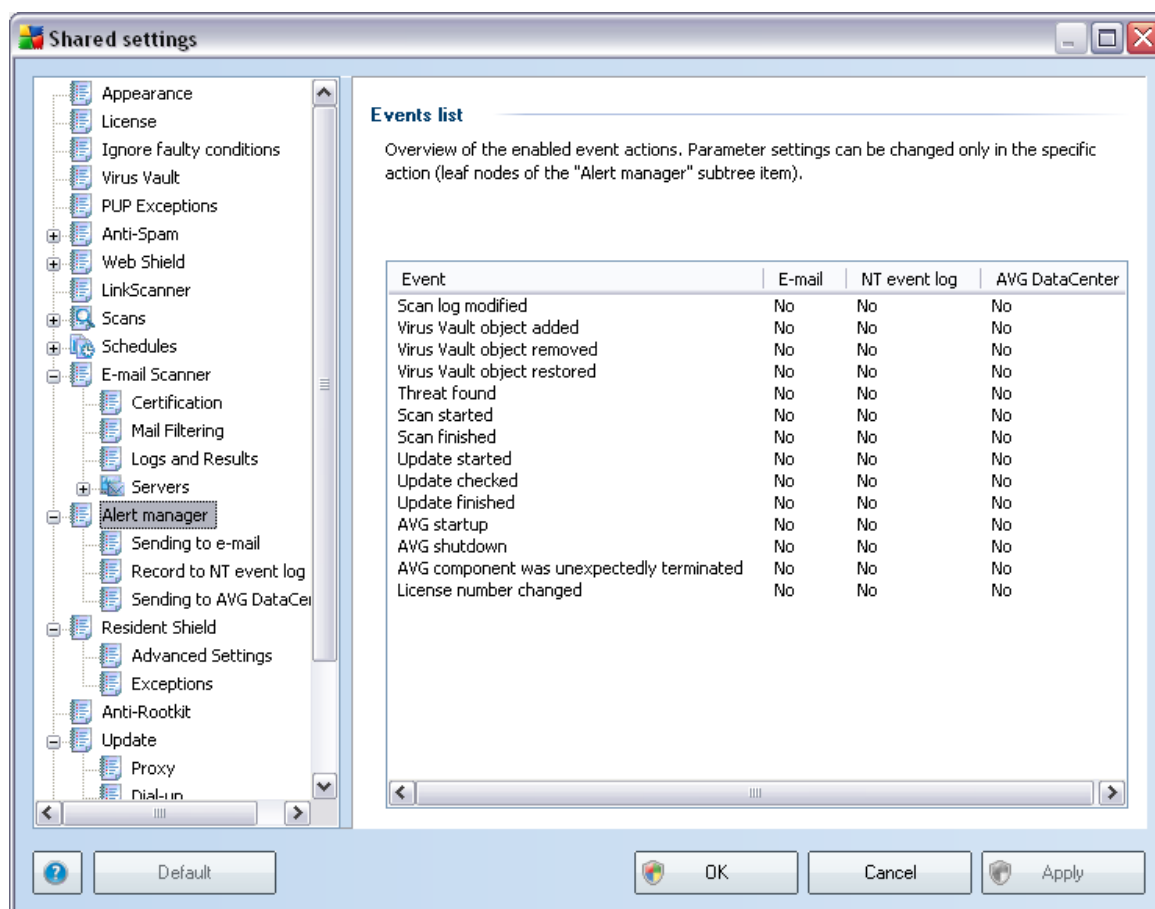 Shared settings
Appearance
License
Ignore faulty conditions
Virus Vault
PUP Exceptions
Anti-Spam
Web Shield
LinkScanner
Scans
Schedules
E-mail Scanner
Certification
Mail Filtering
Logs and Results
Servers
Alert manager
Sending to e-mail
Record to NT event log
Sending to AVG DataCe
Resident Shield
Advanced Settings
Exceptions
Anti-Rootkit
Update
Proxy
Dial-up
Events list
Overview of the enabled event actions. Parameter settings can be changed only in the specific
action (leaf nodes of the "Alert manager" subtree item).
Event E-mail NT event log AVG DataCenter
Scan log modified No No No
Virus Vault object added No No No
Virus Vault object removed No No No
Virus Vault object restored No No No
Threat found No No No
Scan started No No No
Scan finished No No No
Update started No No No
Update checked No No No
Update finished No No No
AVG startup No No No
AVG shutdown No No No
AVG component was unexpectedly terminated No No No
License number changed No No No
Default
OK
Cancel
Apply